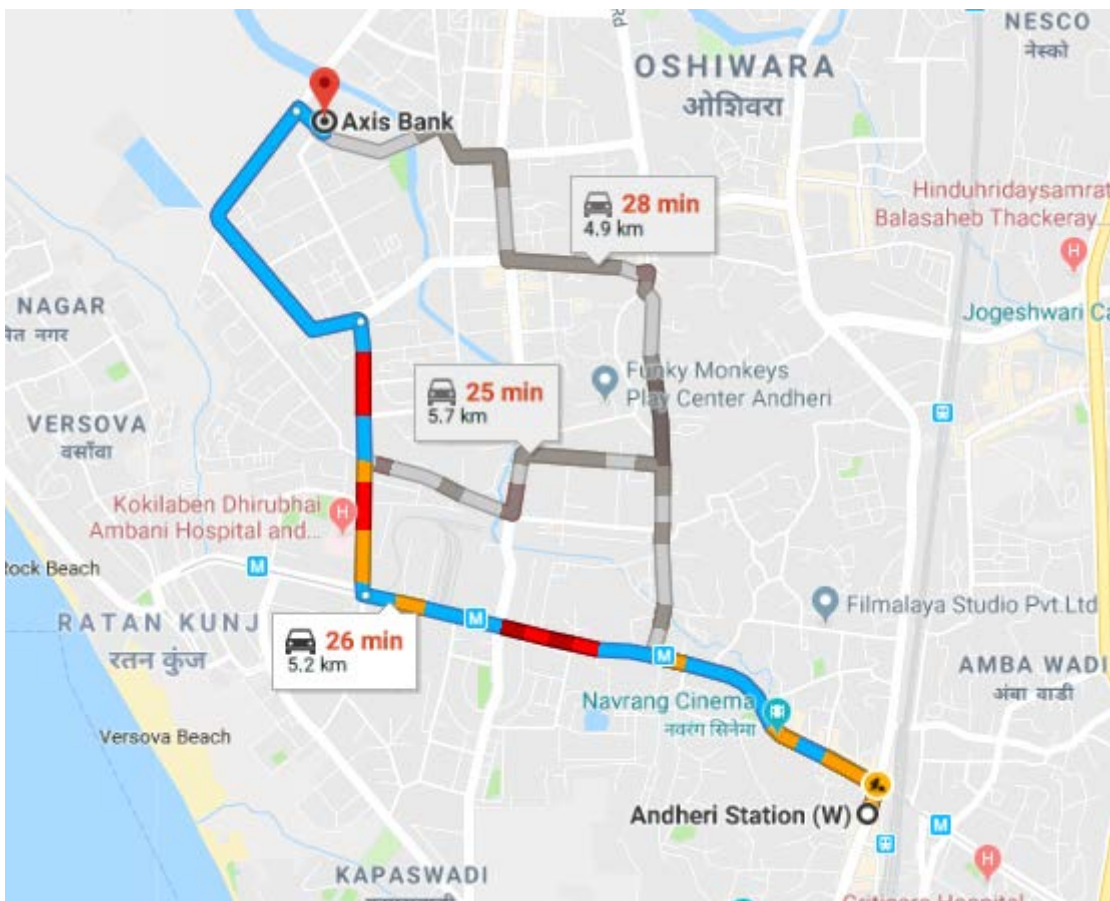 NESCO
नेस्को
OSHIWARA
ओशिवरा
Axis Bank
28 min
4.9 km
Hinduhridaysamrat
Balasaheb Thackeray...
H
Jogeshwari Ca
NAGAR
नगर
Funky Monkeys
Play Center Andheri
25 min
5.7 km
VERSOVA
वर्सोवा
Kokilaben Dhirubhai
Ambani Hospital and...
H
Rock Beach
M
M
M
RATAN KUNJ
रतन कुंज
26 min
5.2 km
Filmalaya Studio Pvt.Ltd
AMBA WADI
अंबा वाडी
Navrang Cinema
नवरंग सिनेमा
Versova Beach
Andheri Station (W)
M
H
KAPASWADI